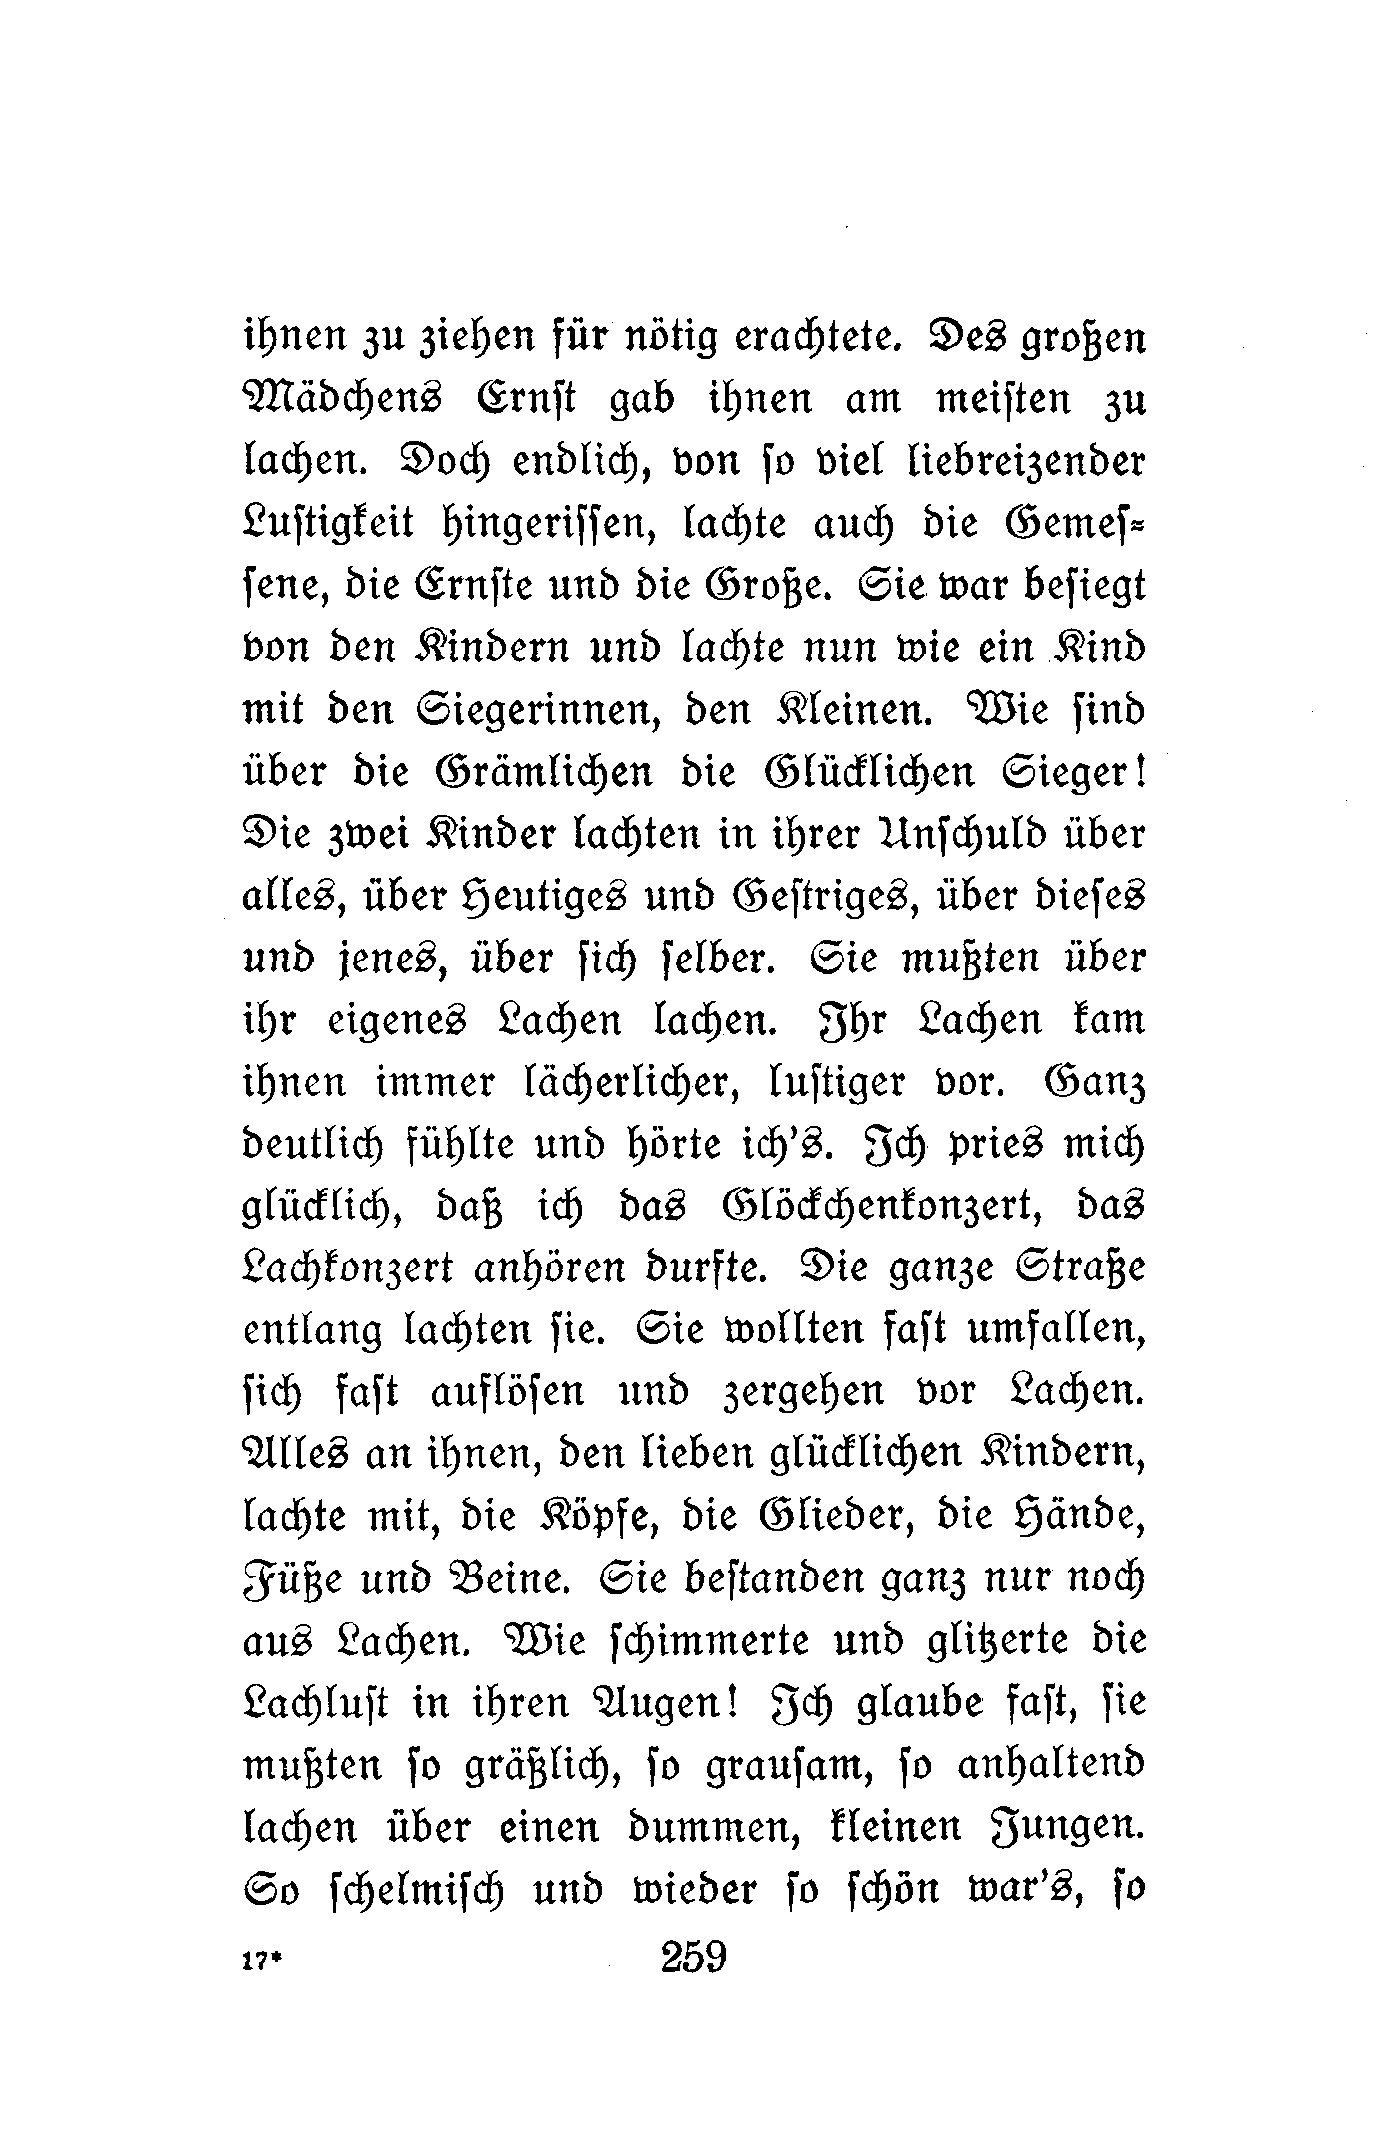 ihnen zu ziehen für nötig erachtete. Des großen
Mädchens Ernſt gab ihnen am meiſten zu
lachen. Doch endlich, von ſo viel liebreizender
Luſtigkeit hingeriſſen, lachte auch die Gemeſ⸗
ſene, die Ernſte und die Große. Sie war beſiegt
von den Kindern und lachte nun wie ein Kind
mit den Siegerinnen, den Kleinen. Wie ſind
über die Grämlichen die Glücklichen Sieger!
Die zwei Kinder lachten in ihrer Unſchuld über
alles, über Heutiges und Geſtriges, über dieſes
und jenes, über ſich ſelber. Sie mußten über
ihr eigenes Lachen lachen. Ihr Lachen kam
ihnen immer lächerlicher, luſtiger vor. Ganz
deutlich fühlte und hörte ich's. Ich pries mich
glücklich, daß ich das Glöckchenkonzert, das
Lachkonzert anhören durfte. Die ganze Straße
entlang lachten ſie. Sie wollten faſt umfallen,
ſich faſt auflöſen und zergehen vor Lachen.
Alles an ihnen, den lieben glücklichen Kindern,
lachte mit, die Köpfe, die Glieder, die Hände,
Füße und Beine. Sie beſtanden ganz nur noch
aus Lachen. Wie ſchimmerte und glitzerte die
Lachluſt in ihren Augen! Ich glaube faſt, ſie
mußten ſo gräßlich, ſo grauſam, ſo anhaltend
lachen über einen dummen, kleinen Jungen.
So ſchelmiſch und wieder ſo ſchön war's, ſo
17* 259